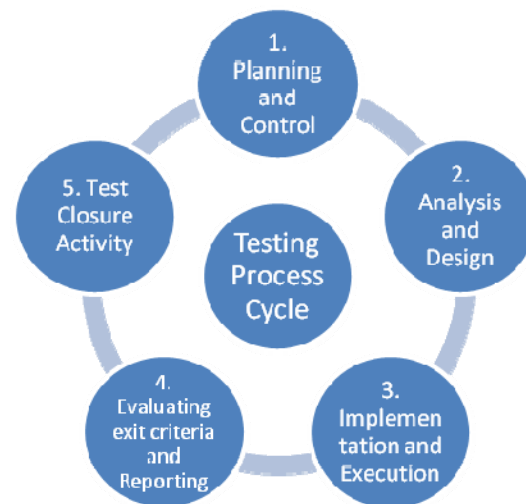 1.
Planning
and
Control
2.
Analysis
and
Design
3.
Implemen
tation and
Execution
4.
Evaluating
exit criteria
and
Reporting
5. Test
Closure
Activity
Testing
Process
Cycle